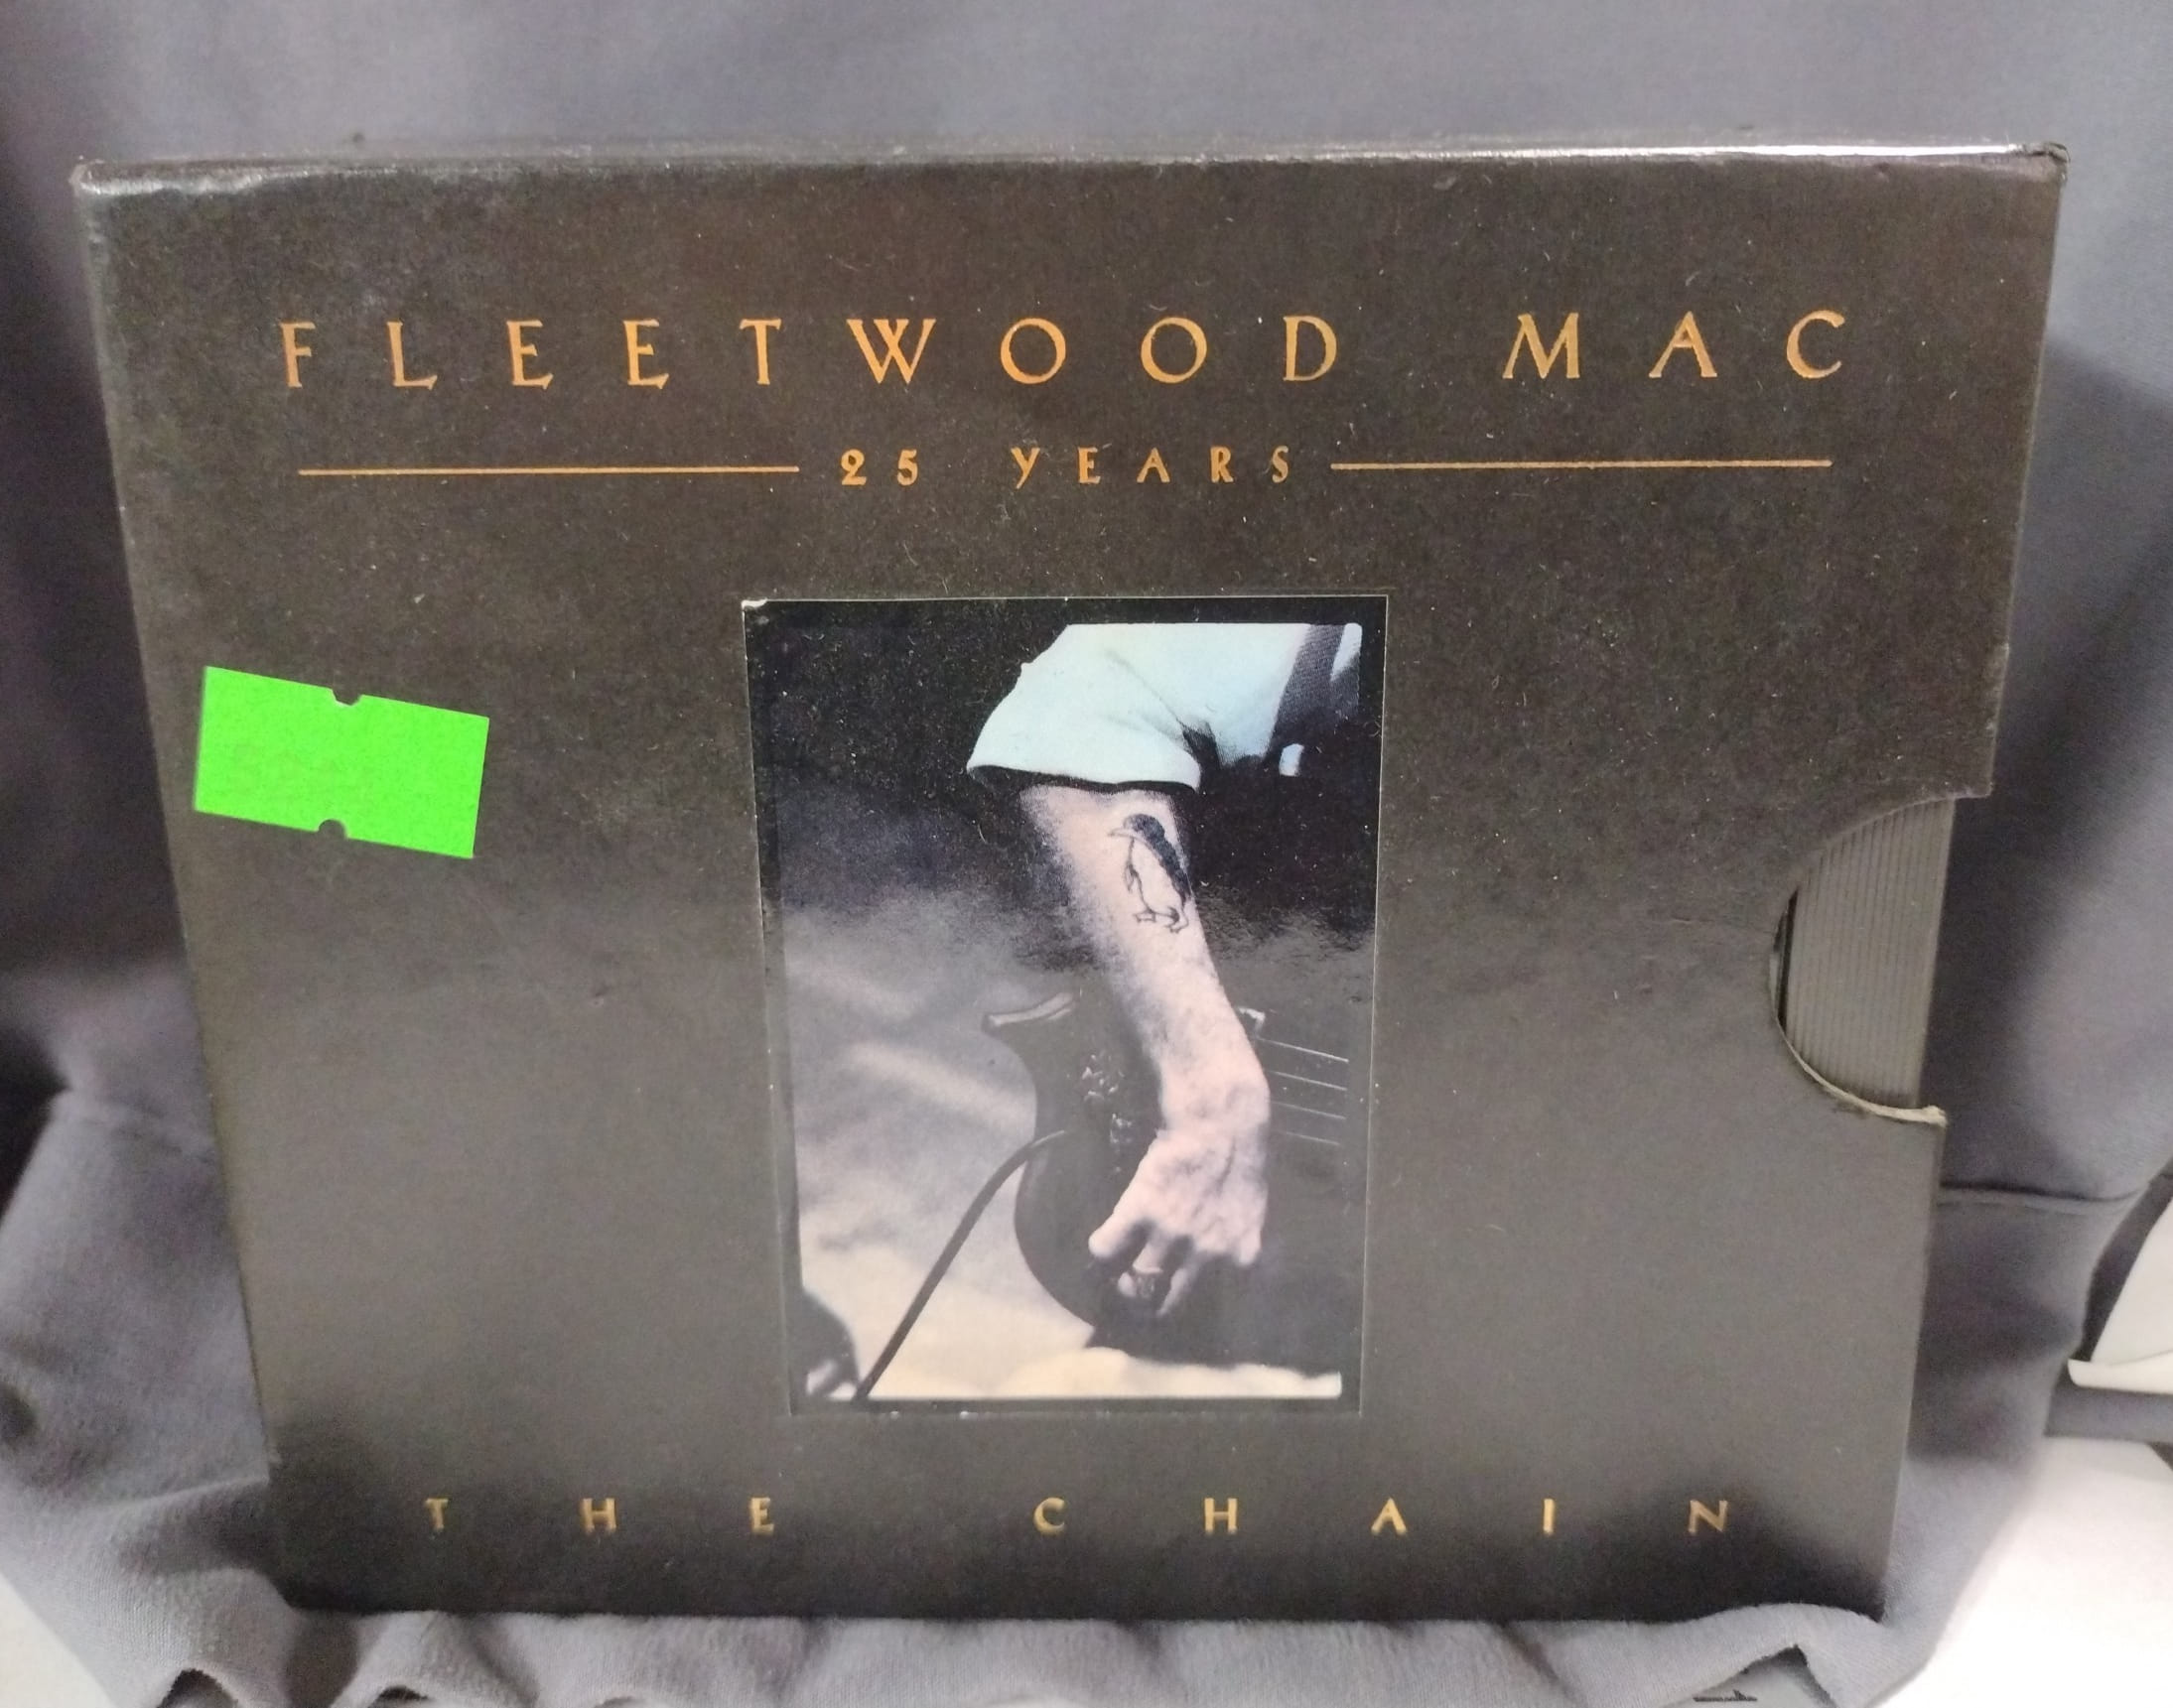 FLEETWOOD MAC
25 YEARS
THE CHAIN